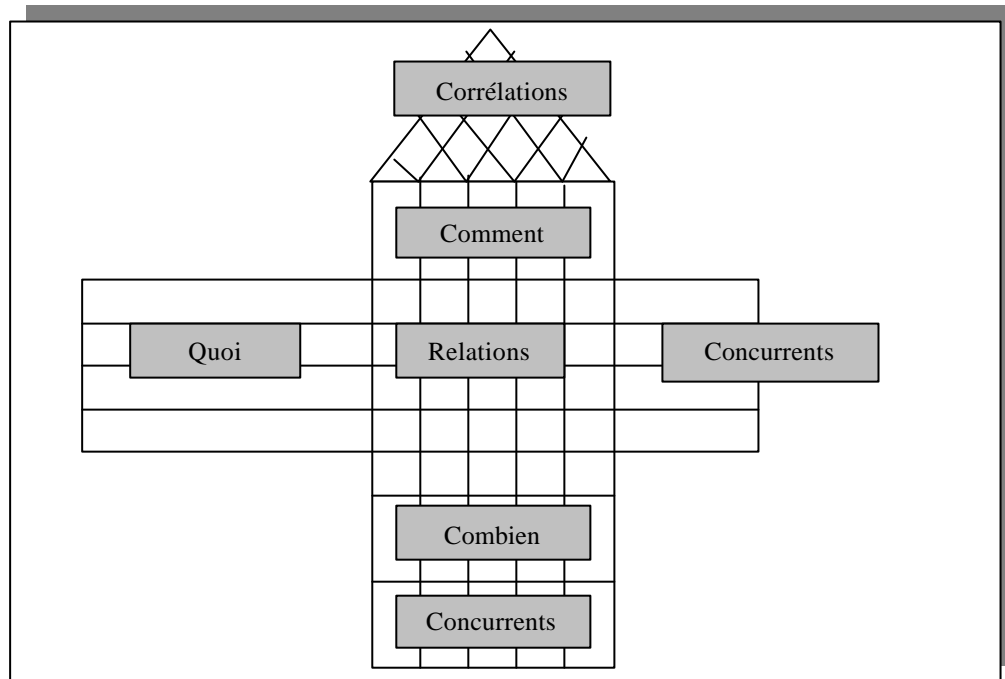 Corrélations
Comment
Quoi
Relations
Concurrents
Combien
Concurrents